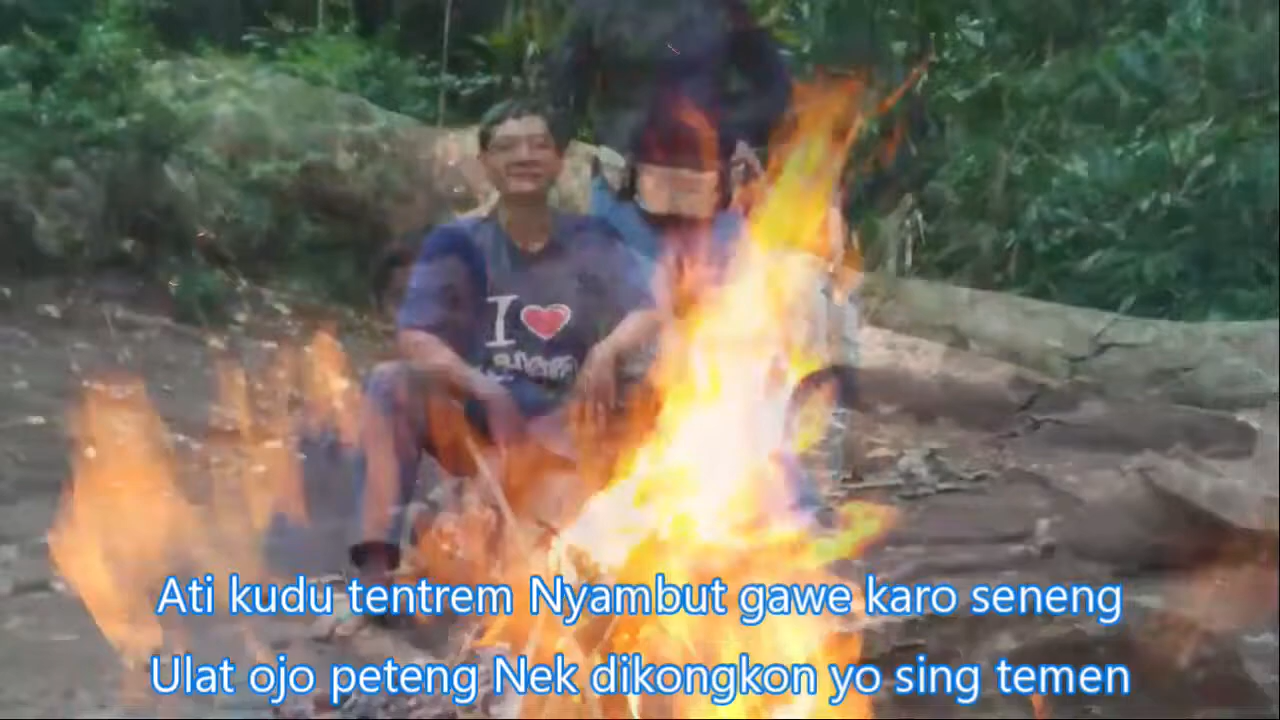 I
Ati kudu tentrem Nyambut gawe karo seneng
Ulat ojo peteng Nek dikongkon yo sing temen